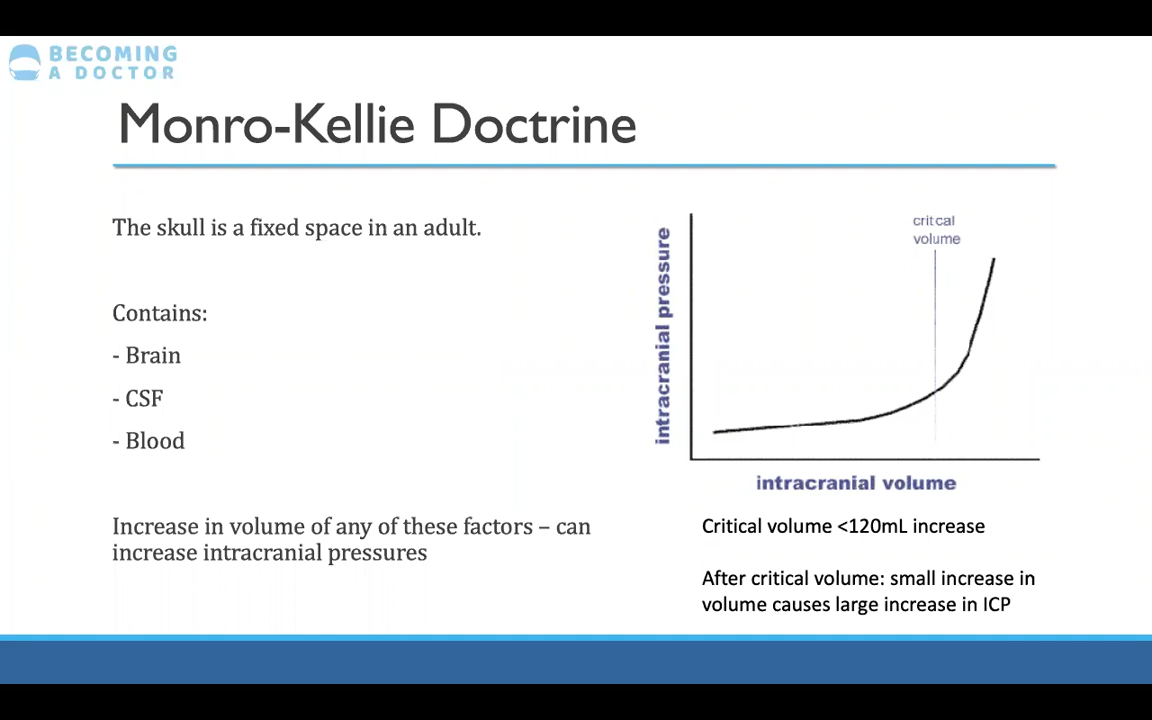 BECOMING
A DOCTOR
Monro-Kellie Doctrine
The skull is a fixed space in an adult.
Contains:
- Brain
- CSF
- Blood
Increase in volume of any of these factors – can
increase intracranial pressures
critcal
volume
intracranial pressure
intracranial volume
Critical volume <120mL increase
After critical volume: small increase in
volume causes large increase in ICP